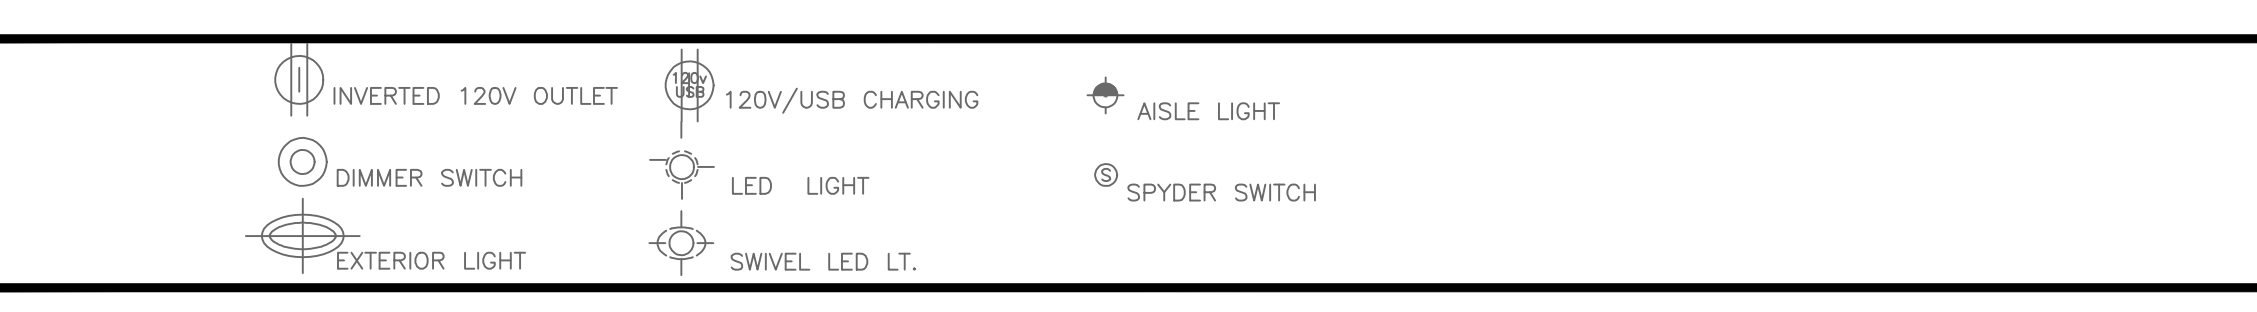 INVERTED 120V OUTLET
DIMMER SWITCH
EXTERIOR LIGHT
120v
USB
120V/USB CHARGING
LED LIGHT
SWIVEL LED LT.
AISLE LIGHT
S
SPYDER SWITCH